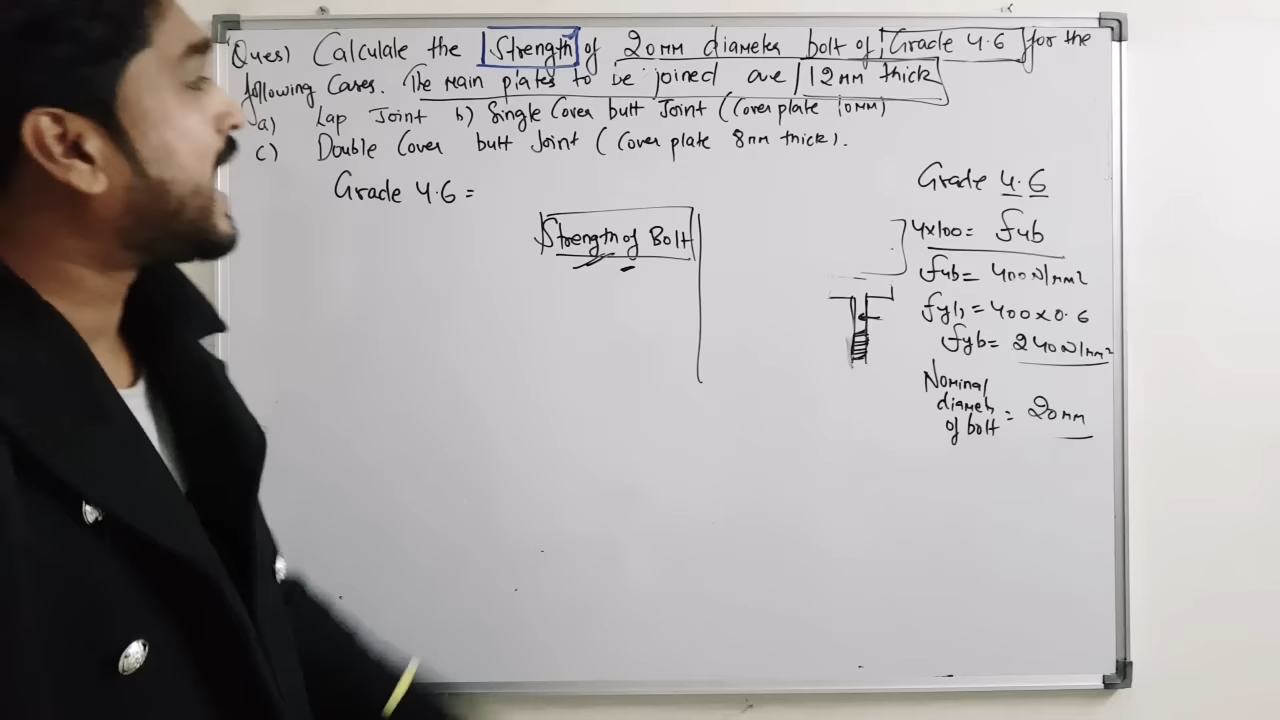 Ques) Calculate the Strength of 20mm diameter bolt of Grade 4.6 for the
following Cases. The main plates to be joined are 12mm thick
a) Lap Joint b) Single Cover butt Joint (Cover plate 10mm)
c) Double Cover butt Joint (Cover plate 8mm thick).
Grade 4.6 =
Strength of Bolt
Grade 4.6
4x100 = fub
fub = 400N/mm2
fyb = 400x0.6
fyb = 240N/mm2
Nominal
diameter
of bolt = 20mm